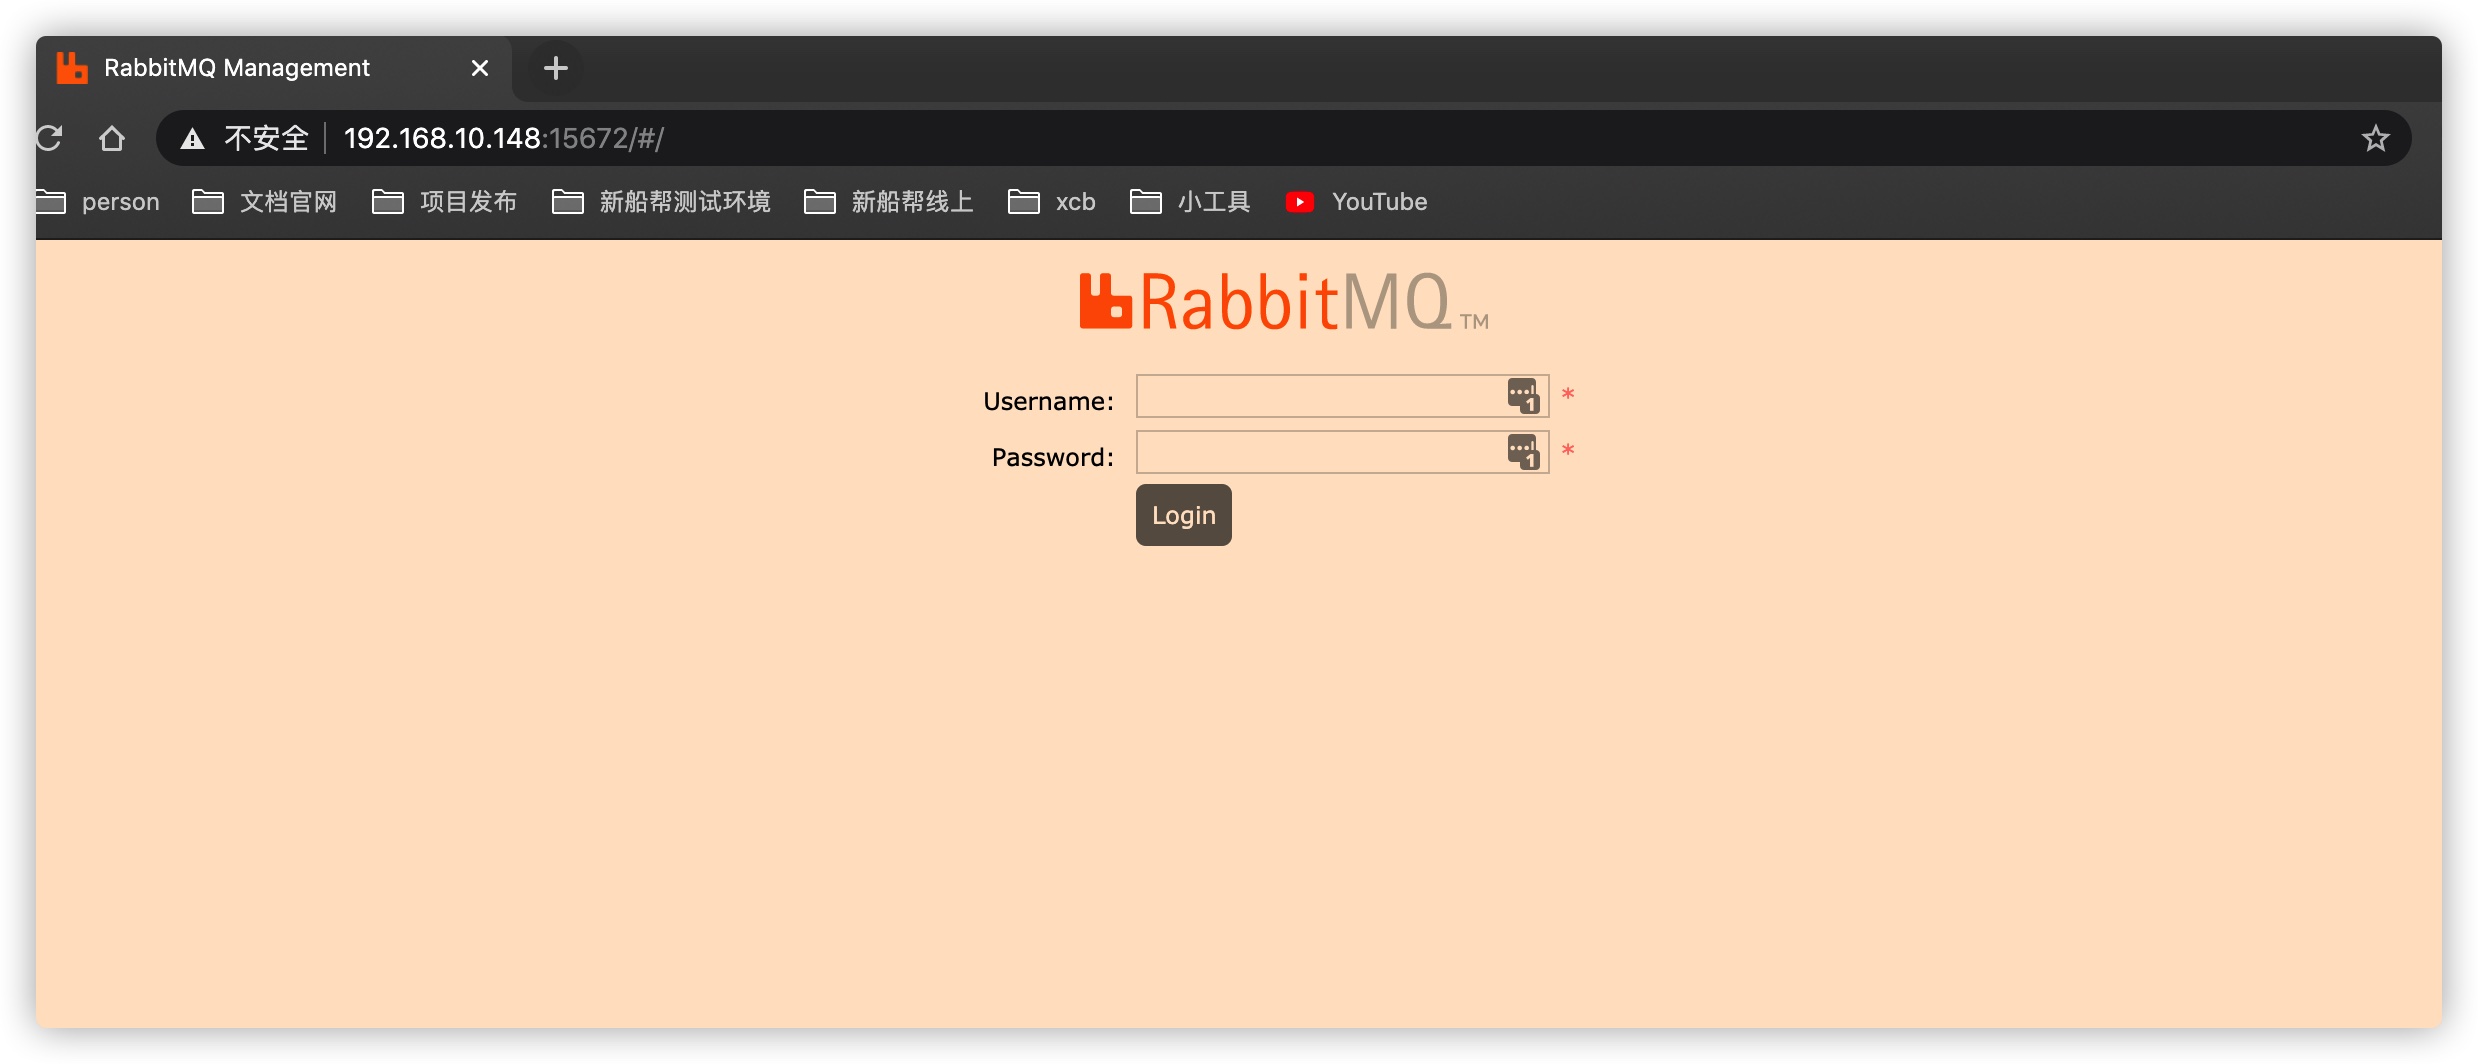 RabbitMQ Management
不安全 192.168.10.148:15672/#/
person 文档官网 项目发布 新船帮测试环境 新船帮线上 xcb 小工具 YouTube
RabbitMQ TM
Username: *
Password: *
Login